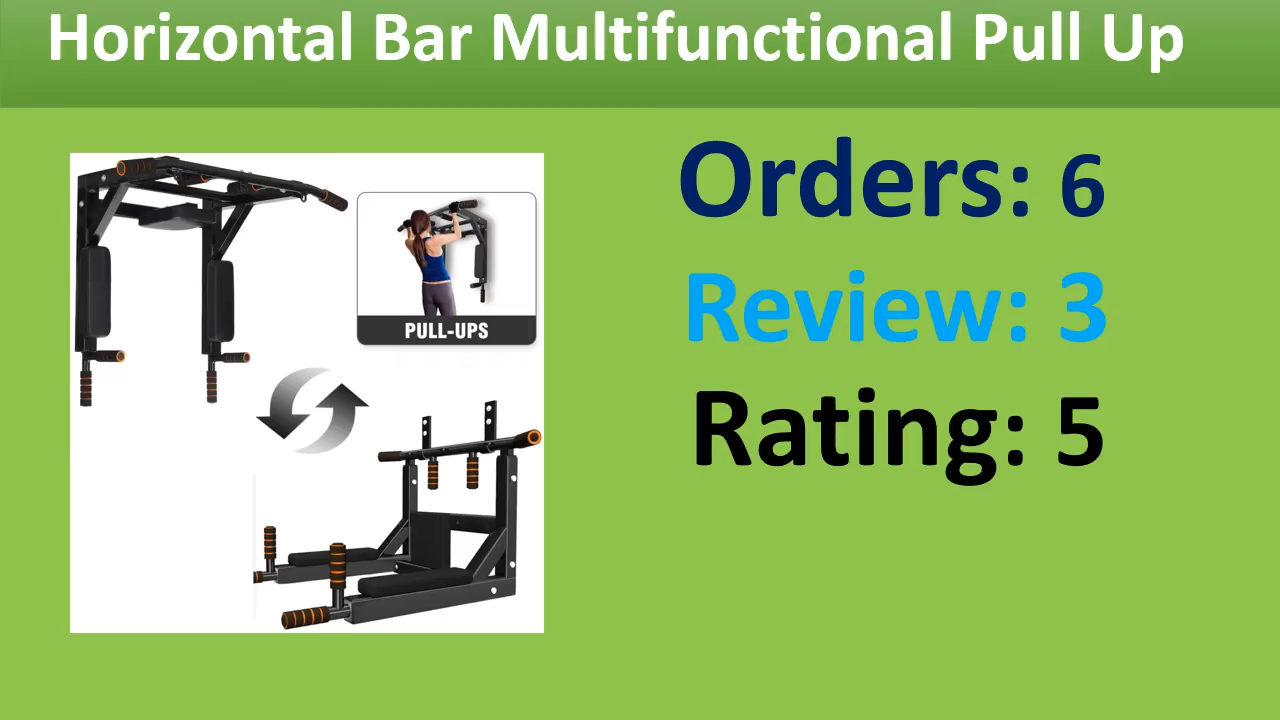 Horizontal Bar Multifunctional Pull Up
Orders: 6
Review: 3
Rating: 5
PULL-UPS